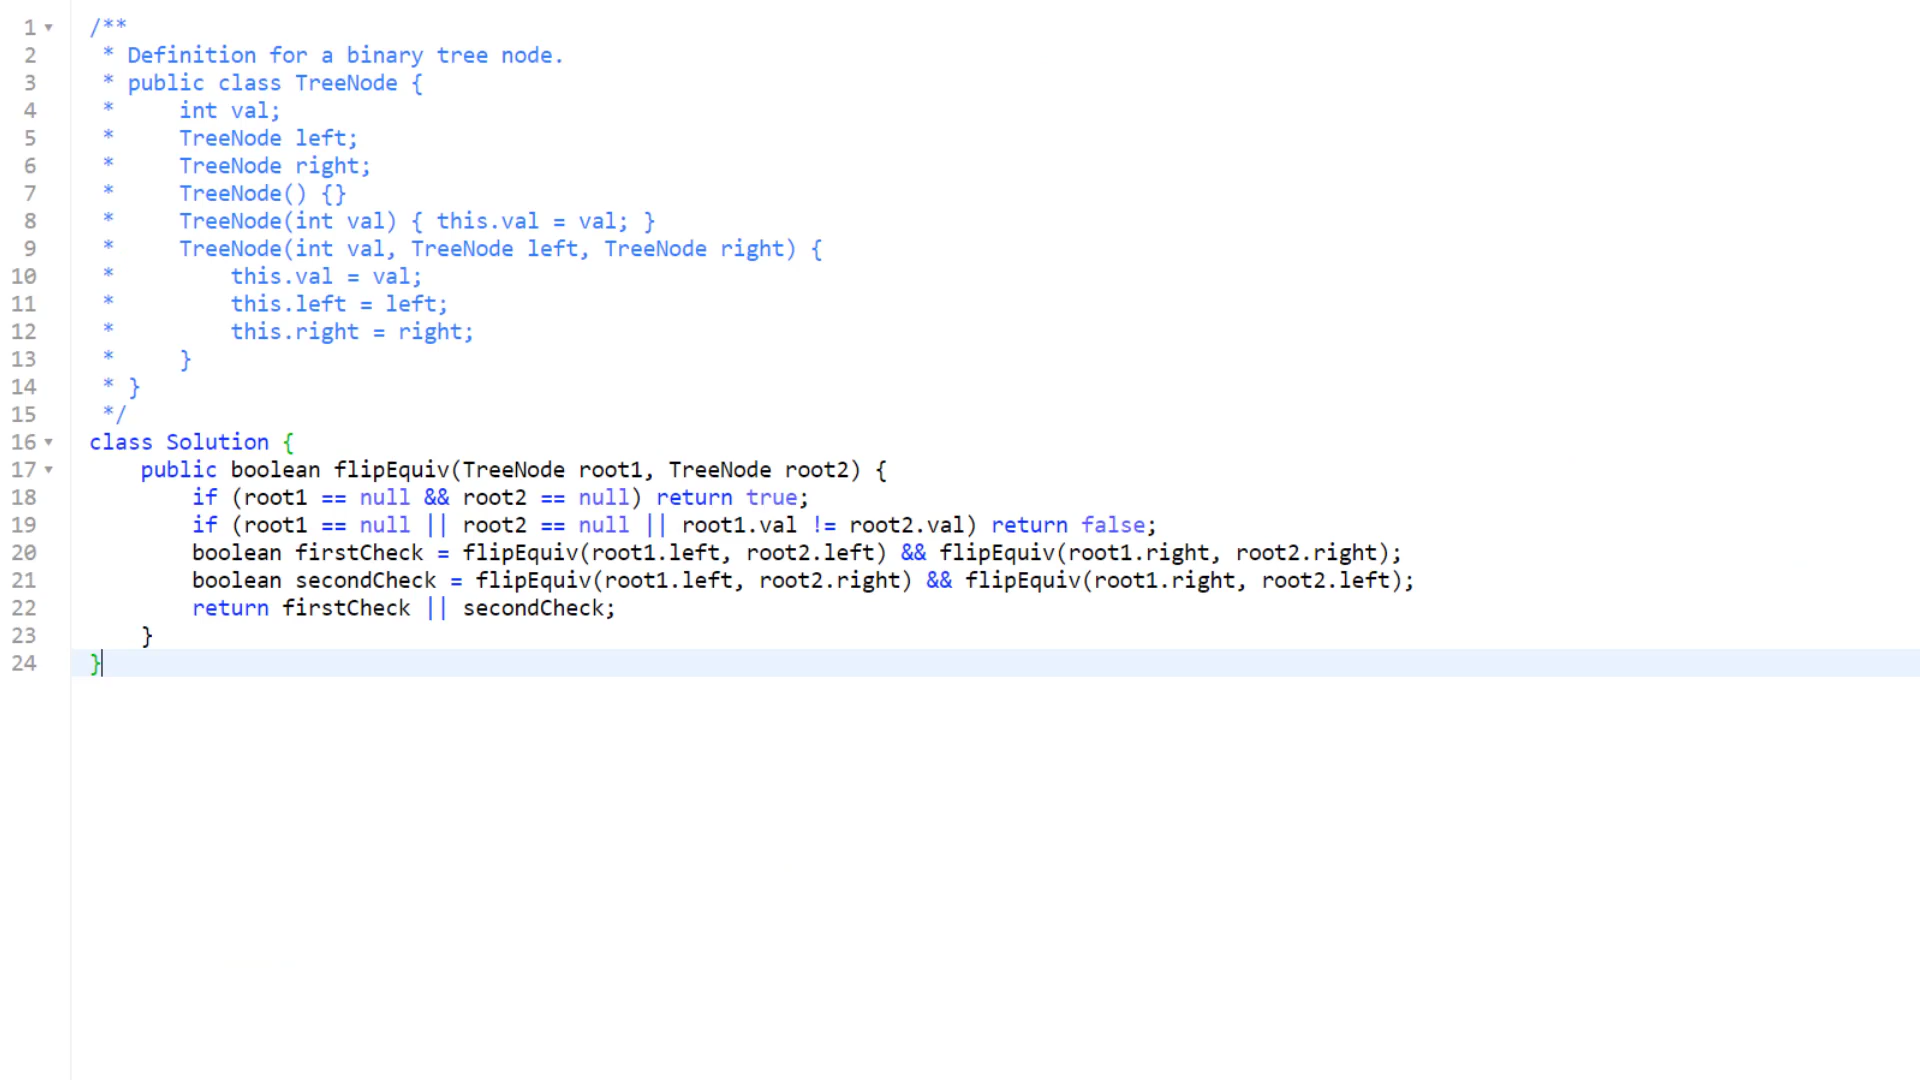 1 /**
2  * Definition for a binary tree node.
3  * public class TreeNode {
4  *     int val;
5  *     TreeNode left;
6  *     TreeNode right;
7  *     TreeNode() {}
8  *     TreeNode(int val) { this.val = val; }
9  *     TreeNode(int val, TreeNode left, TreeNode right) {
10  *         this.val = val;
11  *         this.left = left;
12  *         this.right = right;
13  *     }
14  * }
15  */
16 class Solution {
17     public boolean flipEquiv(TreeNode root1, TreeNode root2) {
18         if (root1 == null && root2 == null) return true;
19         if (root1 == null || root2 == null || root1.val != root2.val) return false;
20         boolean firstCheck = flipEquiv(root1.left, root2.left) && flipEquiv(root1.right, root2.right);
21         boolean secondCheck = flipEquiv(root1.left, root2.right) && flipEquiv(root1.right, root2.left);
22         return firstCheck || secondCheck;
23     }
24 }